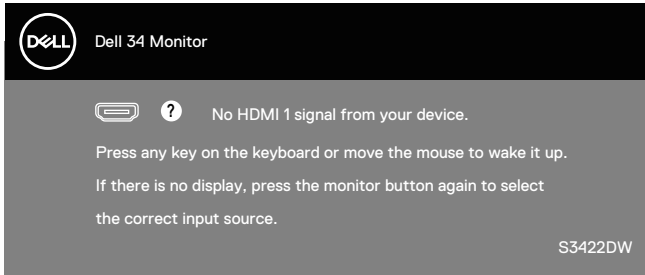 DELL
Dell 34 Monitor
? No HDMI 1 signal from your device.
Press any key on the keyboard or move the mouse to wake it up.
If there is no display, press the monitor button again to select
the correct input source.
S3422DW